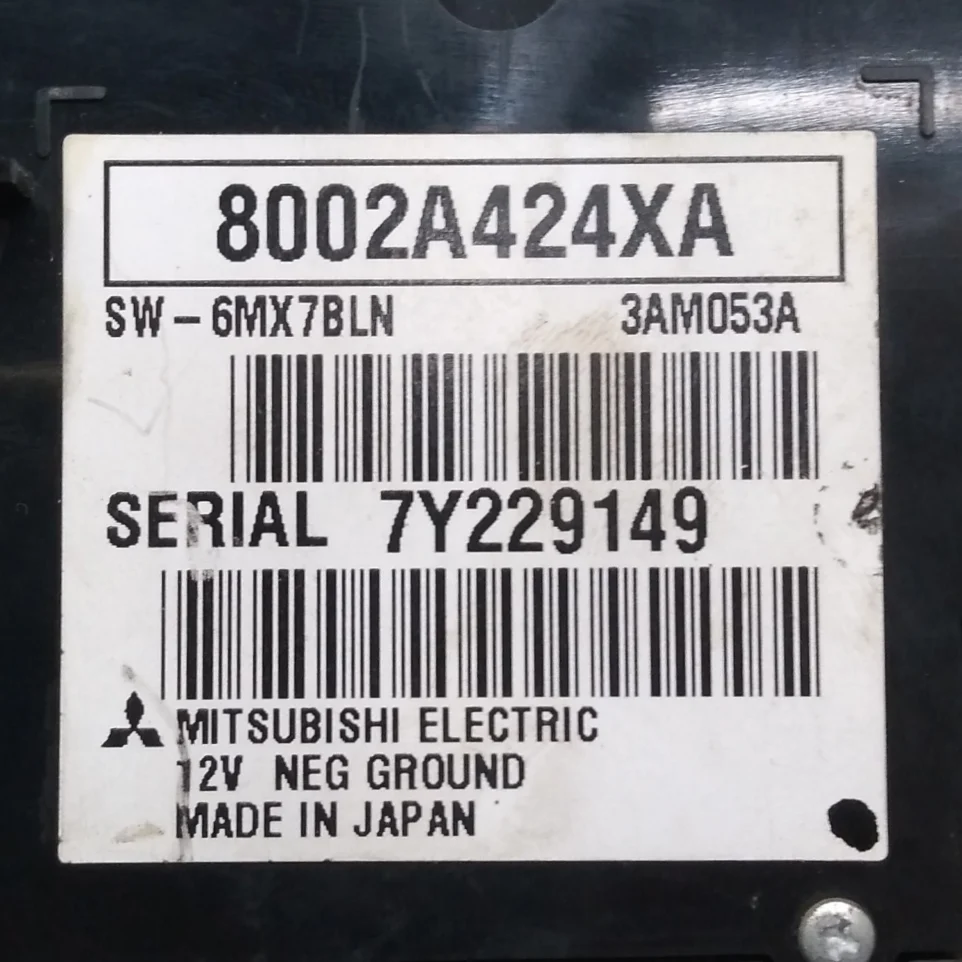 8002A424XA
SW-6MX7BLN 3AM053A
SERIAL 7Y229149
MITSUBISHI ELECTRIC
12V NEG GROUND
MADE IN JAPAN